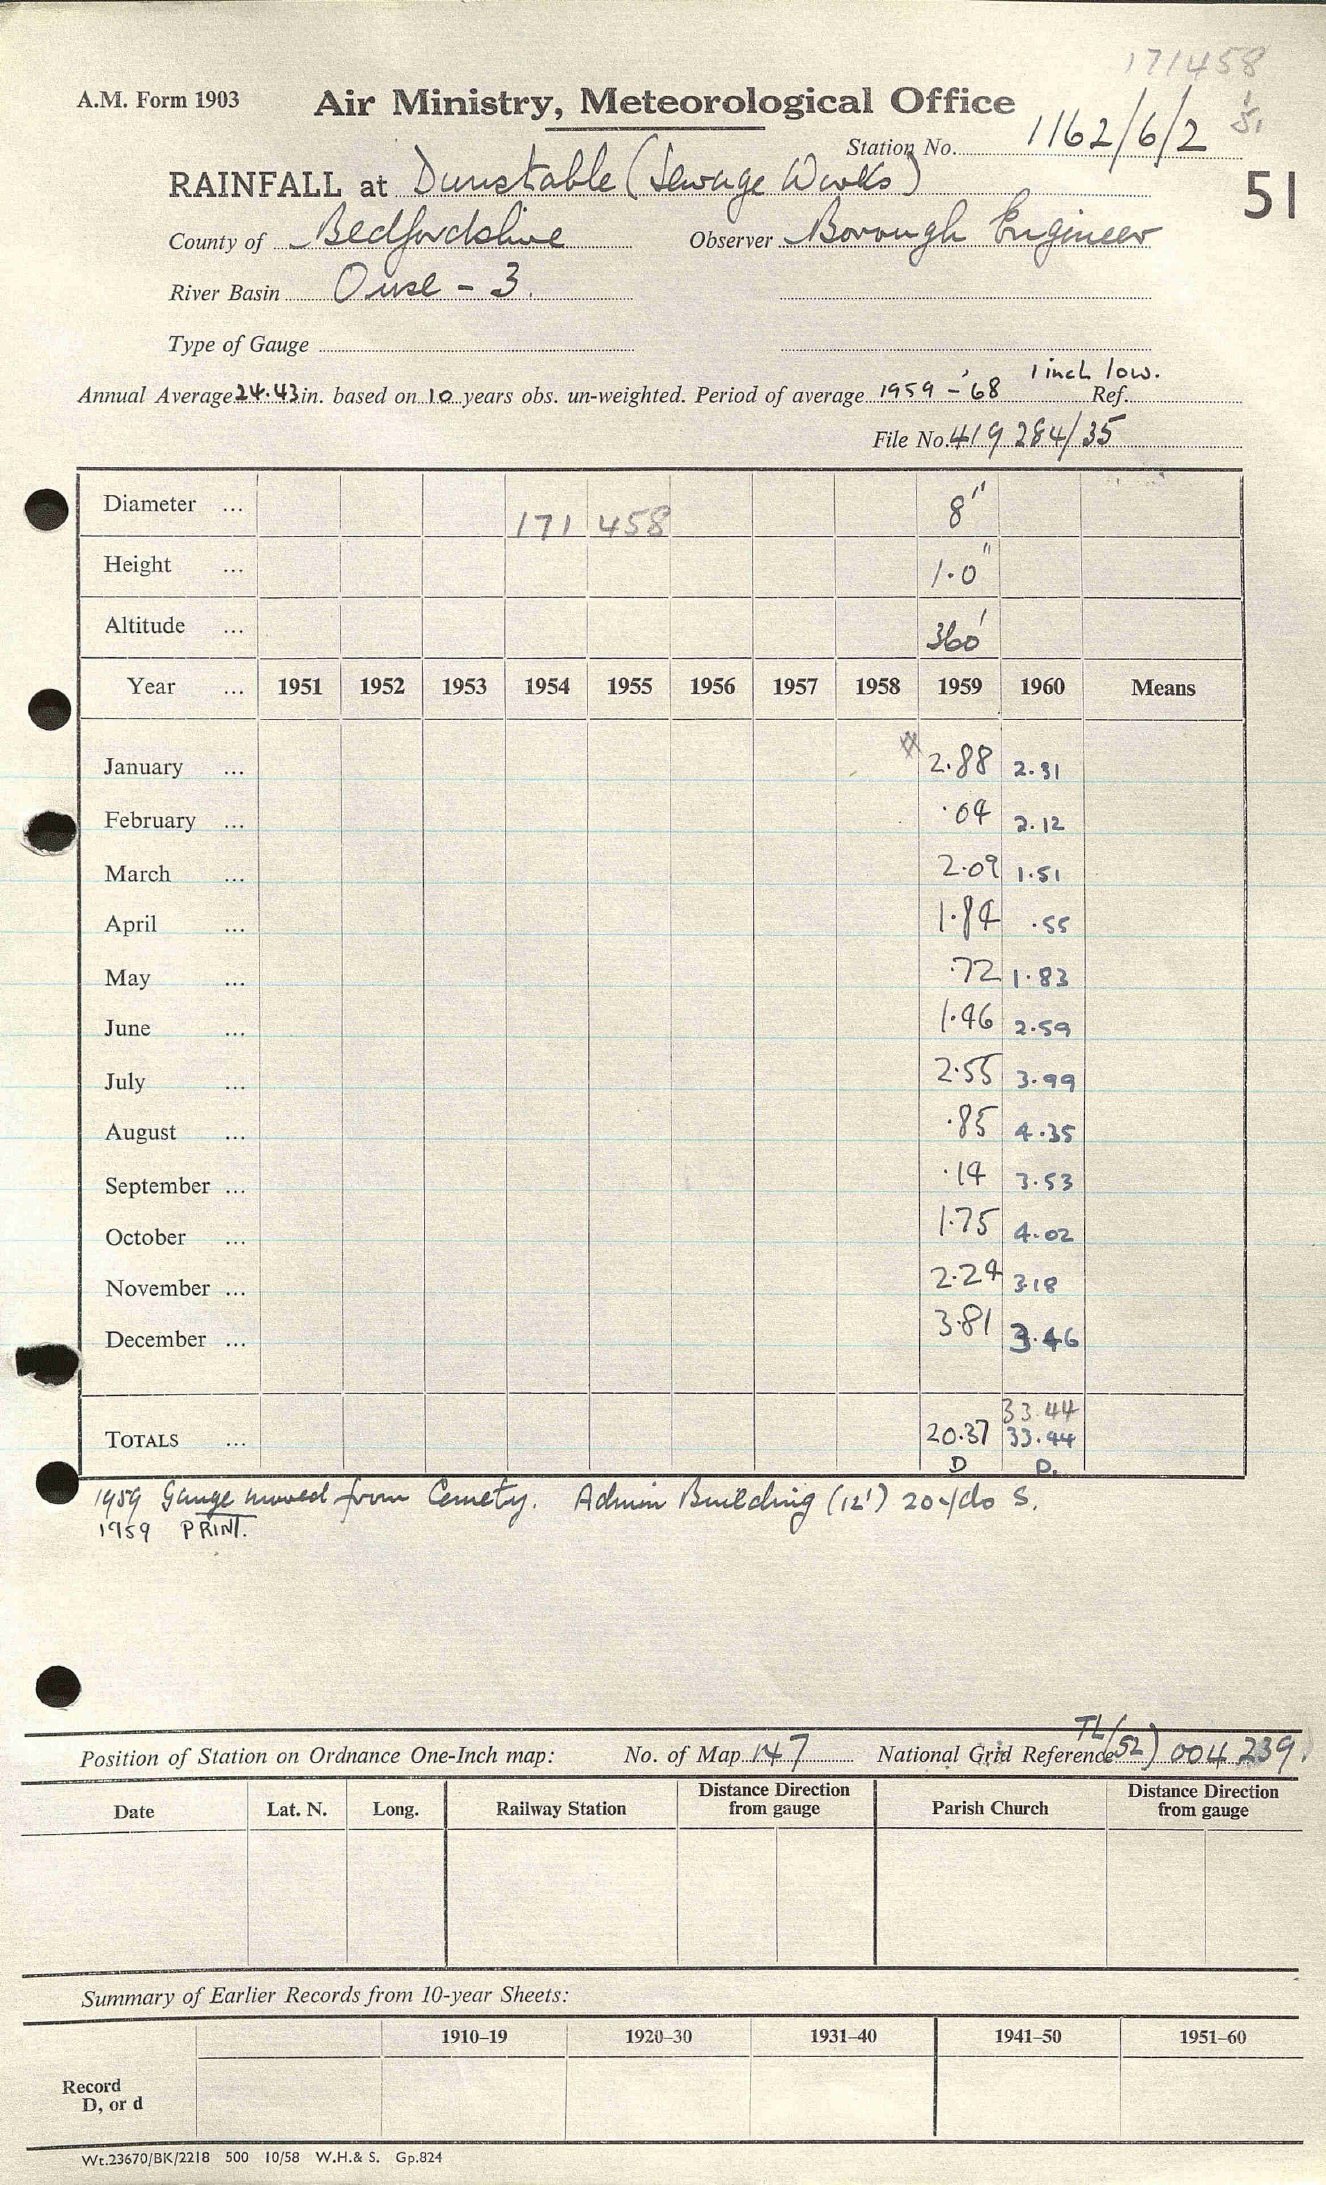 171458
A.M. Form 1903 Air Ministry, Meteorological Office
Station No. 1162/6/2
51
RAINFALL at Dunstable (Sewage Works)
County of Bedfordshire Observer Borough Engineer
River Basin Ouse - 3.
Type of Gauge
1 inch low.
Annual Average 24.43 in. based on 10 years obs. un-weighted. Period of average 1959 - '68 Ref.
File No. 419284/35
Diameter ... 171 458 8"
Height ... 1.0"
Altitude ... 360'
Year ... 1951 1952 1953 1954 1955 1956 1957 1958 1959 1960 Means
January ... 2.88 2.31
February ... .04 2.12
March ... 2.09 1.51
April ... 1.84 .55
May ... .72 1.83
June ... 1.46 2.59
July ... 2.55 3.99
August ... .85 4.35
September ... .14 3.53
October ... 1.75 4.02
November ... 2.24 3.18
December ... 3.81 3.46
33.44
TOTALS ... 20.37 33.44
D D.
1959 Gauge moved from Cemety. Admin Building (12') 20yds S.
1959 PRINT.
Position of Station on Ordnance One-Inch map: No. of Map 147 National Grid Reference TL(52) 004 239.
Date Lat. N. Long. Railway Station Distance Direction from gauge Parish Church Distance Direction from gauge
Summary of Earlier Records from 10-year Sheets:
1910–19 1920–30 1931–40 1941–50 1951–60
Record
D, or d
Wt.23670/BK/2218 500 10/58 W.H.& S. Gp.824